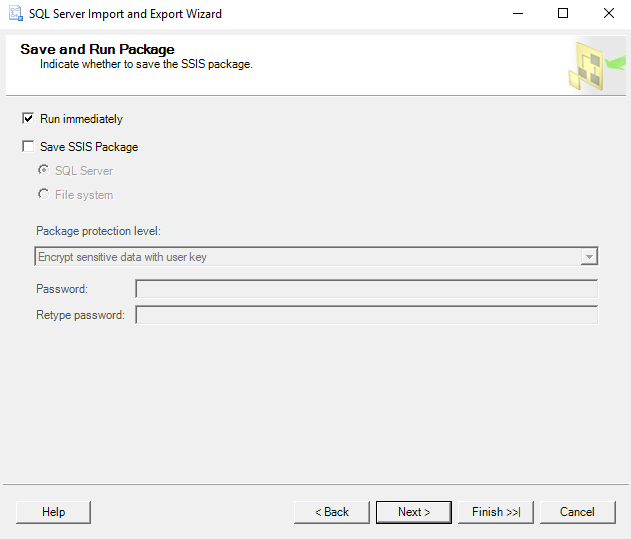 SQL Server Import and Export Wizard
Save and Run Package
Indicate whether to save the SSIS package.
Run immediately
Save SSIS Package
SQL Server
File system
Package protection level:
Encrypt sensitive data with user key
Password:
Retype password:
Help
< Back
Next >
Finish >>|
Cancel